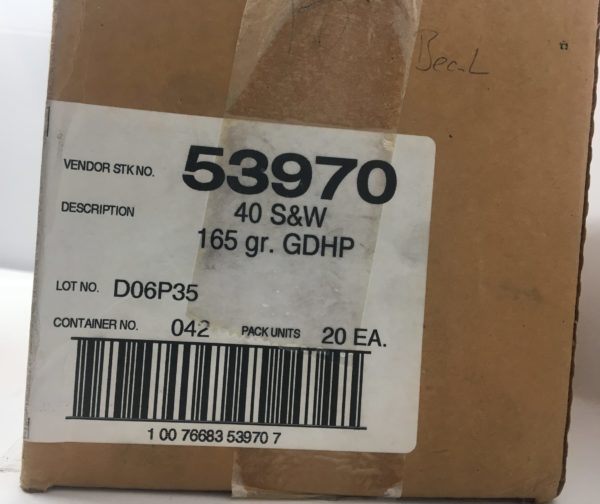 VENDOR STK NO. 53970
DESCRIPTION 40 S&W
165 gr. GDHP
LOT NO. D06P35
CONTAINER NO. 042 PACK UNITS 20 EA.
1 00 76683 53970 7